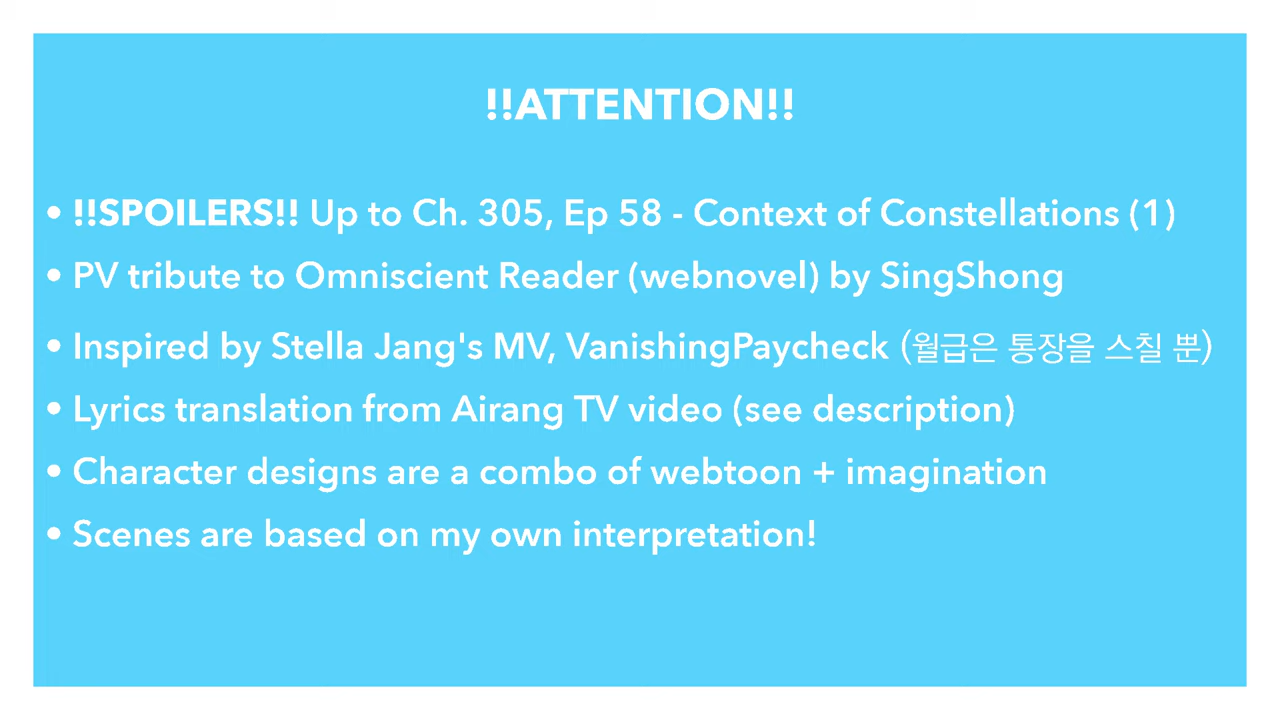 !!ATTENTION!!
• !!SPOILERS!! Up to Ch. 305, Ep 58 - Context of Constellations (1)
• PV tribute to Omniscient Reader (webnovel) by SingShong
• Inspired by Stella Jang's MV, VanishingPaycheck (월급은 통장을 스칠 뿐)
• Lyrics translation from Airang TV video (see description)
• Character designs are a combo of webtoon + imagination
• Scenes are based on my own interpretation!